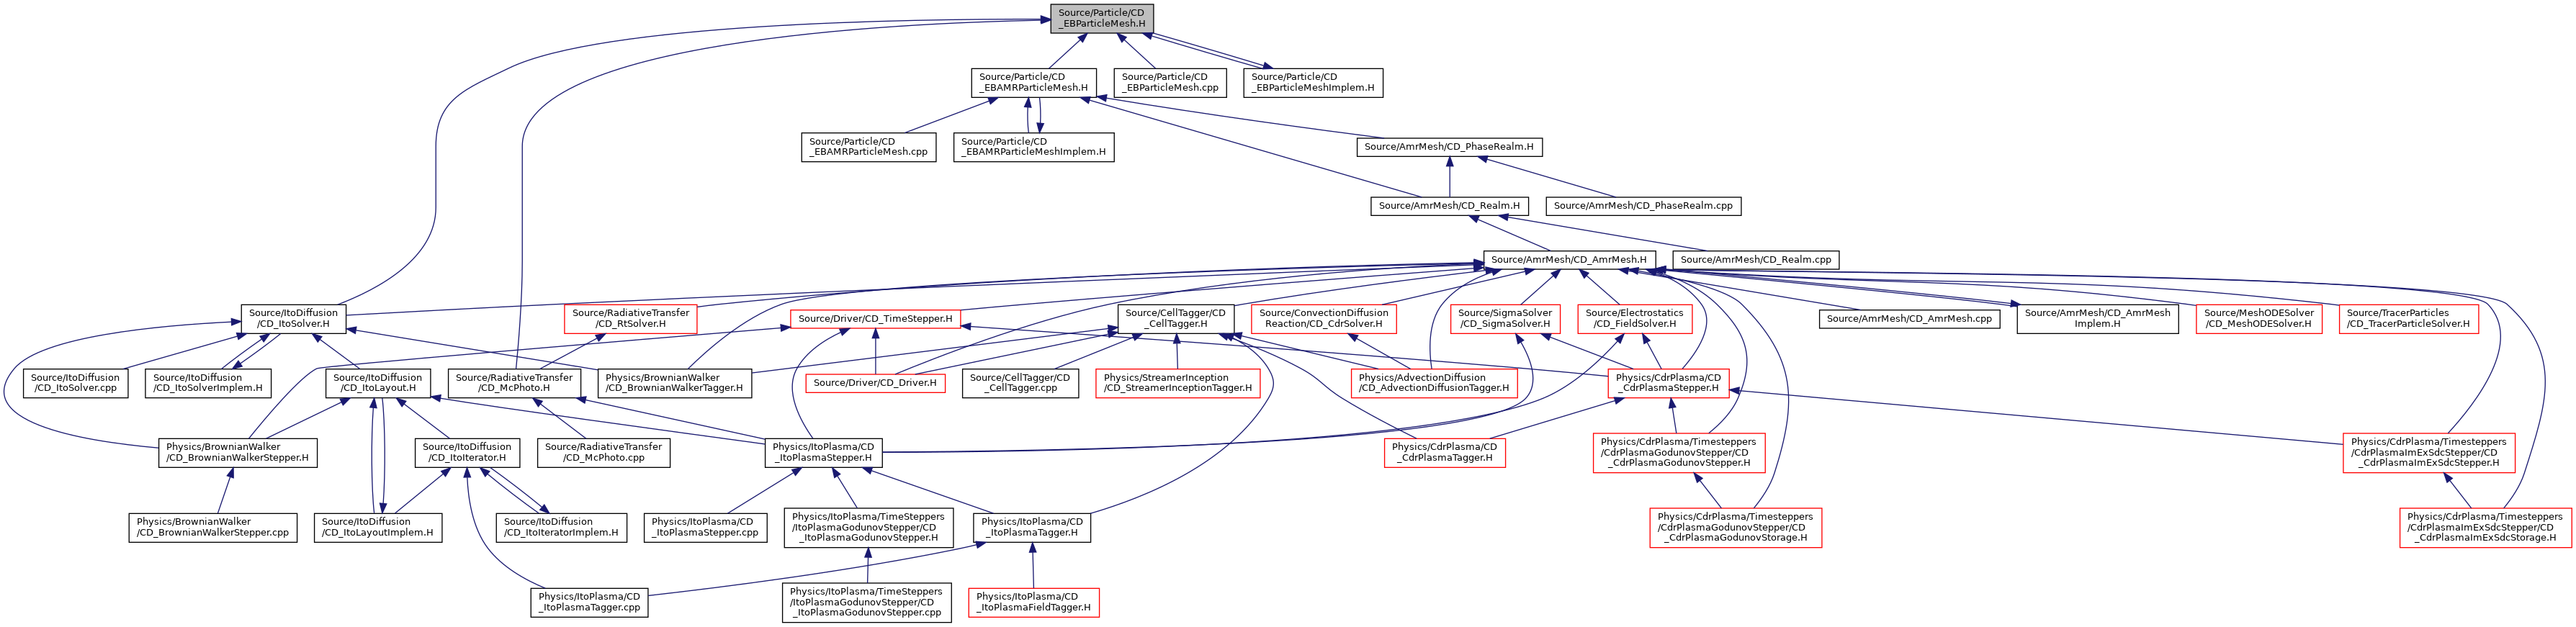 Source/Particle/CD
_EBParticleMesh.H
Source/Particle/CD
_EBAMRParticleMesh.H
Source/Particle/CD
_EBParticleMesh.cpp
Source/Particle/CD
_EBParticleMeshImplem.H
Source/Particle/CD
_EBAMRParticleMesh.cpp
Source/Particle/CD
_EBAMRParticleMeshImplem.H
Source/AmrMesh/CD_PhaseRealm.H
Source/AmrMesh/CD_Realm.H
Source/AmrMesh/CD_PhaseRealm.cpp
Source/AmrMesh/CD_AmrMesh.H
Source/AmrMesh/CD_Realm.cpp
Source/ItoDiffusion
/CD_ItoSolver.H
Source/RadiativeTransfer
/CD_RtSolver.H
Source/Driver/CD_TimeStepper.H
Source/CellTagger/CD
_CellTagger.H
Source/ConvectionDiffusion
Reaction/CD_CdrSolver.H
Source/SigmaSolver
/CD_SigmaSolver.H
Source/Electrostatics
/CD_FieldSolver.H
Source/AmrMesh/CD_AmrMesh.cpp
Source/AmrMesh/CD_AmrMesh
Implem.H
Source/MeshODESolver
/CD_MeshODESolver.H
Source/TracerParticles
/CD_TracerParticleSolver.H
Source/ItoDiffusion
/CD_ItoSolver.cpp
Source/ItoDiffusion
/CD_ItoSolverImplem.H
Source/ItoDiffusion
/CD_ItoLayout.H
Source/RadiativeTransfer
/CD_McPhoto.H
Physics/BrownianWalker
/CD_BrownianWalkerTagger.H
Source/Driver/CD_Driver.H
Source/CellTagger/CD
_CellTagger.cpp
Physics/StreamerInception
/CD_StreamerInceptionTagger.H
Physics/AdvectionDiffusion
/CD_AdvectionDiffusionTagger.H
Physics/CdrPlasma/CD
_CdrPlasmaStepper.H
Physics/BrownianWalker
/CD_BrownianWalkerStepper.H
Source/ItoDiffusion
/CD_ItoIterator.H
Source/RadiativeTransfer
/CD_McPhoto.cpp
Physics/ItoPlasma/CD
_ItoPlasmaStepper.H
Physics/CdrPlasma/CD
_CdrPlasmaTagger.H
Physics/CdrPlasma/Timesteppers
/CdrPlasmaGodunovStepper/CD
_CdrPlasmaGodunovStepper.H
Physics/CdrPlasma/Timesteppers
/CdrPlasmaImExSdcStepper/CD
_CdrPlasmaImExSdcStepper.H
Physics/BrownianWalker
/CD_BrownianWalkerStepper.cpp
Source/ItoDiffusion
/CD_ItoLayoutImplem.H
Source/ItoDiffusion
/CD_ItoIteratorImplem.H
Physics/ItoPlasma/CD
_ItoPlasmaStepper.cpp
Physics/ItoPlasma/TimeSteppers
/ItoPlasmaGodunovStepper/CD
_ItoPlasmaGodunovStepper.H
Physics/ItoPlasma/CD
_ItoPlasmaTagger.H
Physics/CdrPlasma/Timesteppers
/CdrPlasmaGodunovStepper/CD
_CdrPlasmaGodunovStorage.H
Physics/CdrPlasma/Timesteppers
/CdrPlasmaImExSdcStepper/CD
_CdrPlasmaImExSdcStorage.H
Physics/ItoPlasma/CD
_ItoPlasmaTagger.cpp
Physics/ItoPlasma/TimeSteppers
/ItoPlasmaGodunovStepper/CD
_ItoPlasmaGodunovStepper.cpp
Physics/ItoPlasma/CD
_ItoPlasmaFieldTagger.H